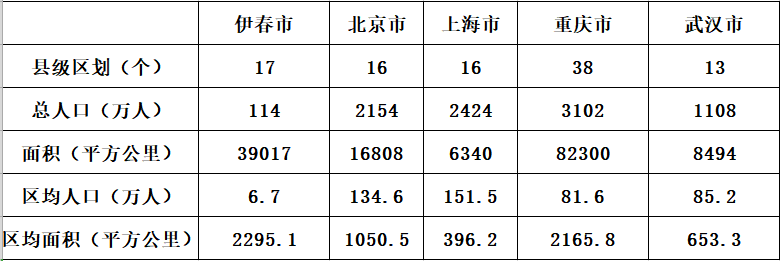 伊春市 北京市 上海市 重庆市 武汉市
县级区划（个） 17 16 16 38 13
总人口（万人） 114 2154 2424 3102 1108
面积（平方公里） 39017 16808 6340 82300 8494
区均人口（万人） 6.7 134.6 151.5 81.6 85.2
区均面积（平方公里） 2295.1 1050.5 396.2 2165.8 653.3